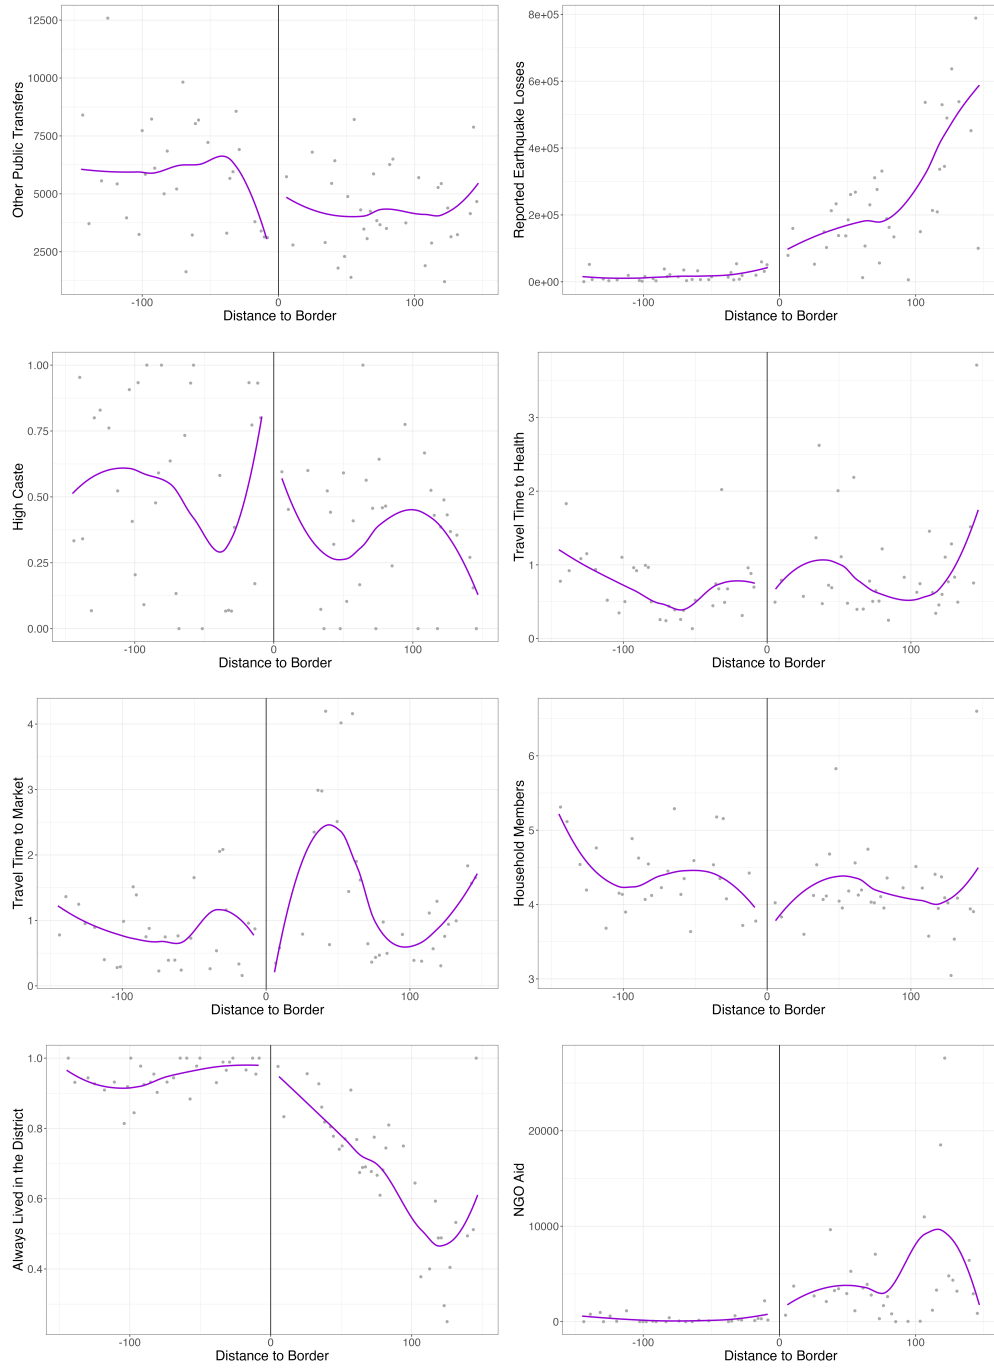 Other Public Transfers
12500
10000
7500
5000
2500
-100
0
100
Distance to Border
Reported Earthquake Losses
8e+05
6e+05
4e+05
2e+05
0e+00
-100
0
100
Distance to Border
High Caste
1.00
0.75
0.50
0.25
0.00
-100
0
100
Distance to Border
Travel Time to Health
3
2
1
0
-100
0
100
Distance to Border
Travel Time to Market
4
3
2
1
0
-100
0
100
Distance to Border
Household Members
6
5
4
3
-100
0
100
Distance to Border
Always Lived in the District
1.0
0.8
0.6
0.4
-100
0
100
Distance to Border
NGO Aid
20000
10000
0
-100
0
100
Distance to Border